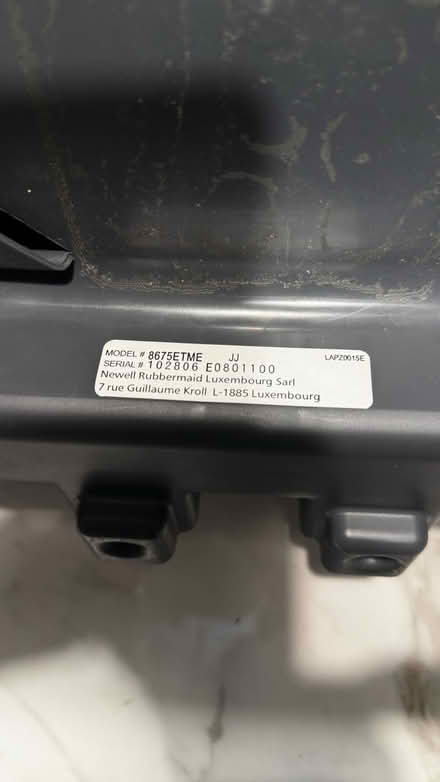 MODEL # 8675ETME JJ LAPZ0015E
SERIAL # 102806 E0801100
Newell Rubbermaid Luxembourg Sarl
7 rue Guillaume Kroll L-1885 Luxembourg